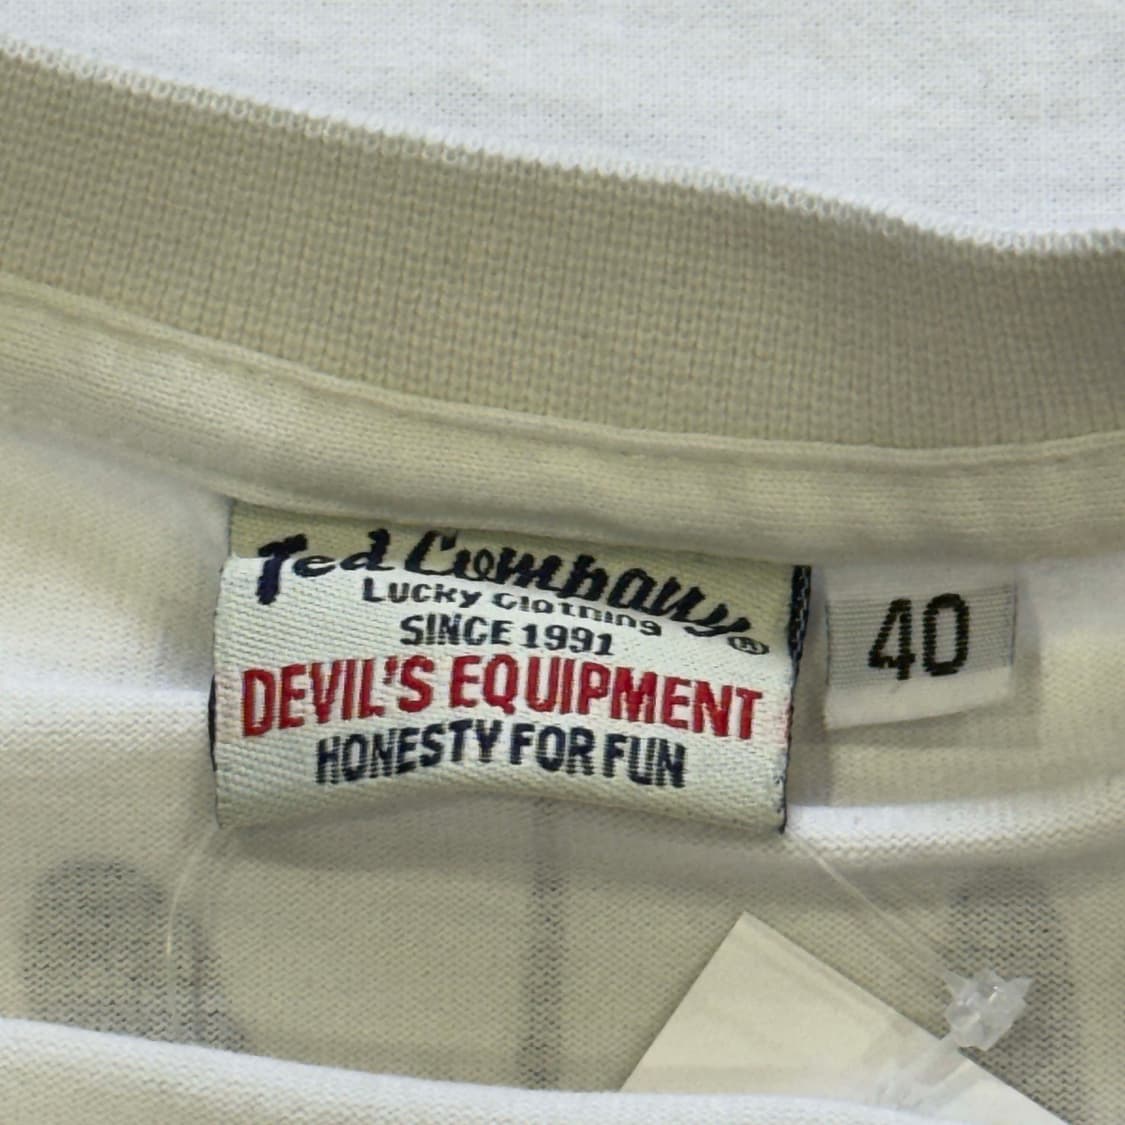 Ted Company®
LUCKY CLOTHING
SINCE 1991
DEVIL'S EQUIPMENT
HONESTY FOR FUN
40